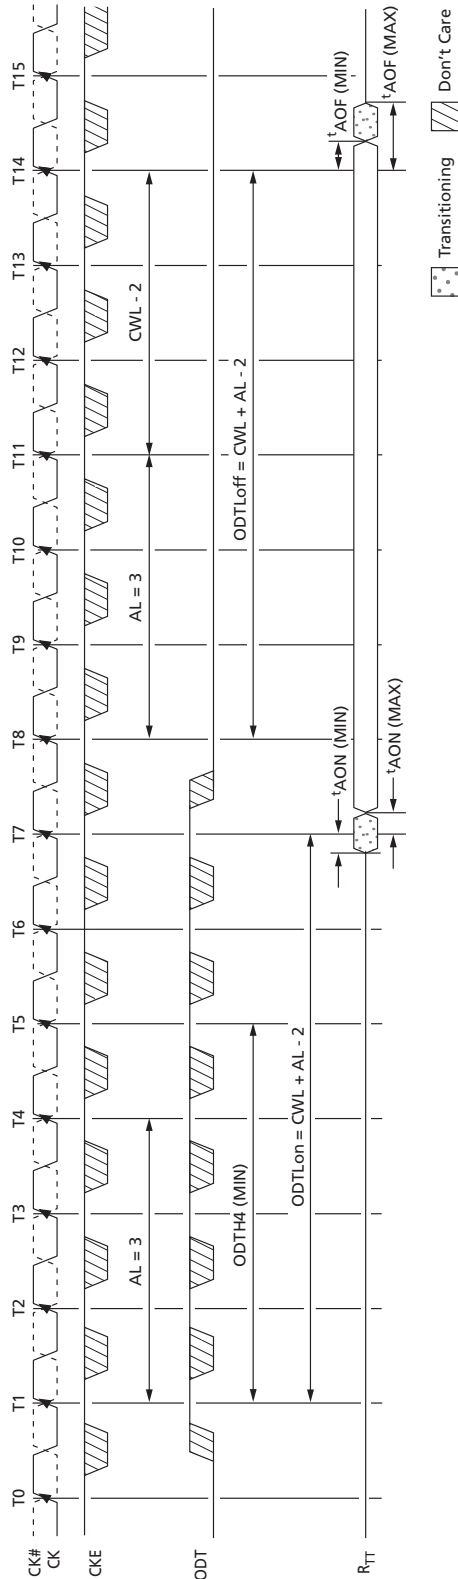 T0 T1 T2 T3 T4 T5 T6 T7 T8 T9 T10 T11 T12 T13 T14 T15
CK#
CK
CKE
AL = 3
AL = 3
CWL - 2
ODT
ODTH4 (MIN)
ODTLoff = CWL + AL - 2
ODTLon = CWL + AL - 2
tAON (MIN)
tAOF (MIN)
RTT
tAON (MAX)
tAOF (MAX)
Transitioning
Don't Care